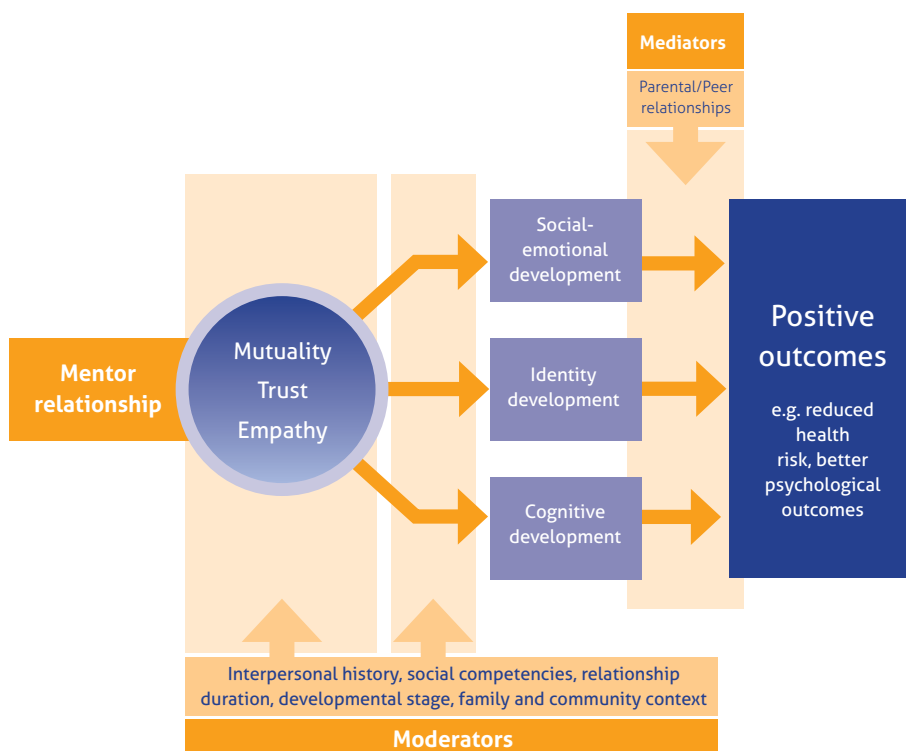 Mediators
Parental/Peer
relationships
Mentor
relationship
Mutuality
Trust
Empathy
Social-
emotional
development
Identity
development
Cognitive
development
Positive
outcomes
e.g. reduced
health
risk, better
psychological
outcomes
Interpersonal history, social competencies, relationship
duration, developmental stage, family and community context
Moderators